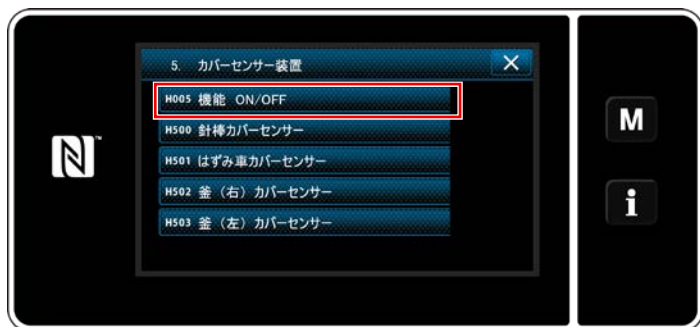 5. カバーセンサー装置
H005 機能 ON/OFF
H500 針棒カバーセンサー
H501 はずみ車カバーセンサー
H502 釜（右）カバーセンサー
H503 釜（左）カバーセンサー
M
i